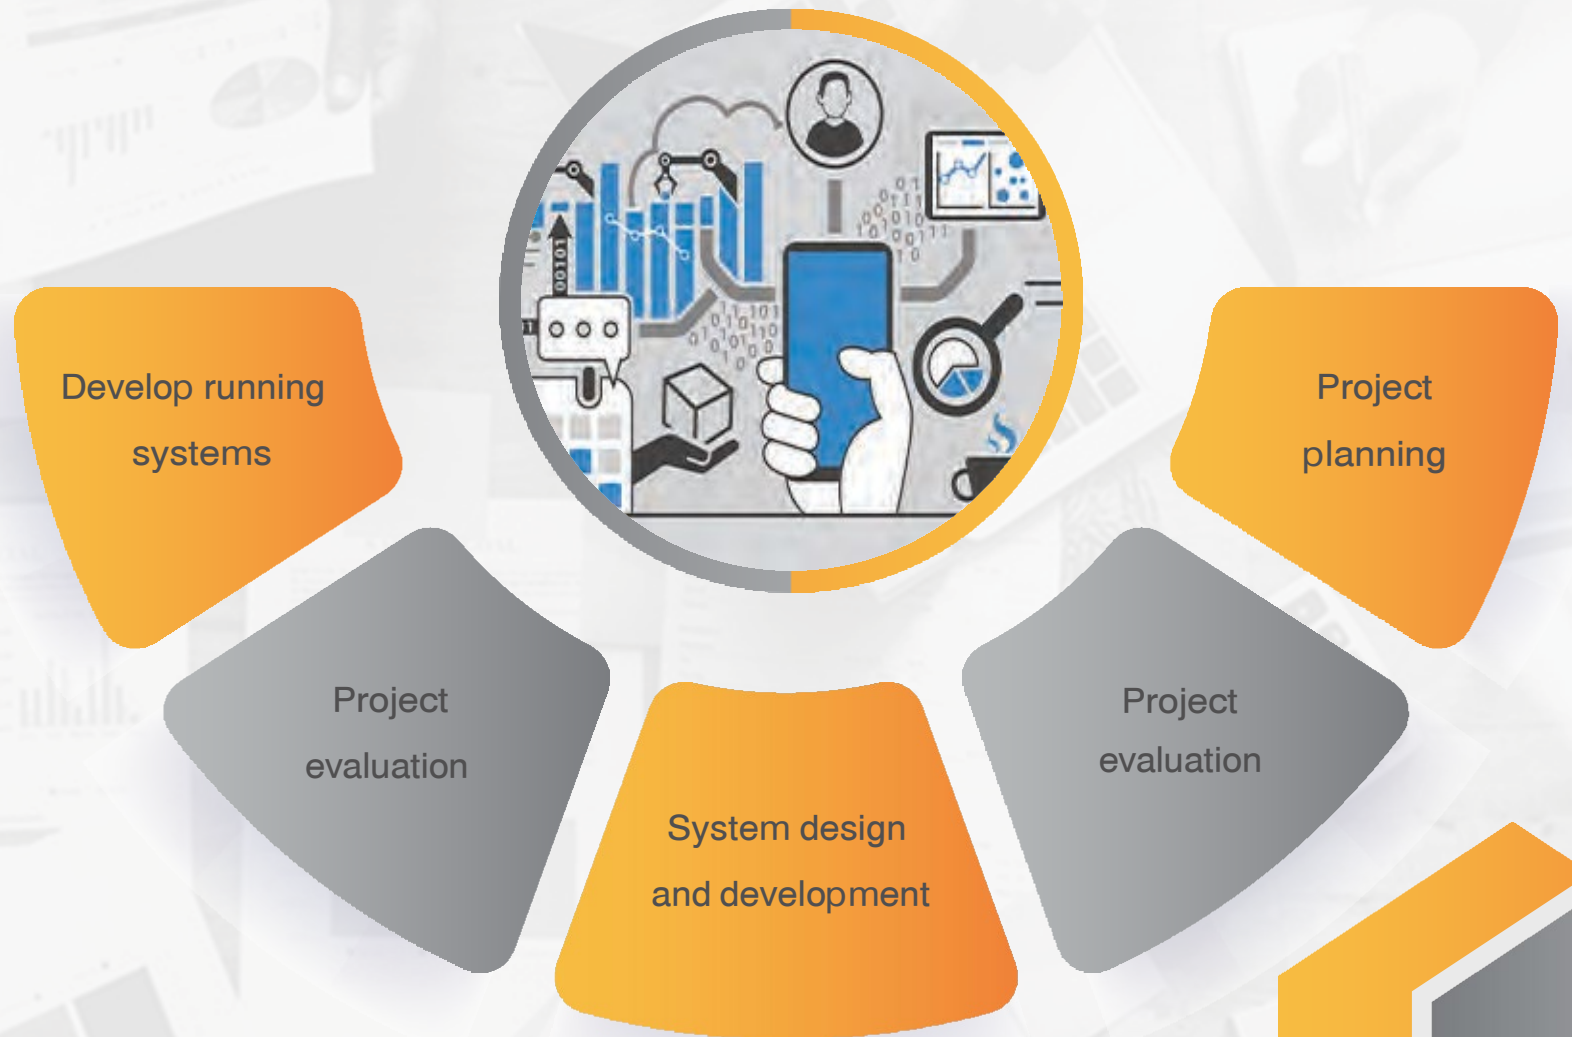 Develop running
systems
Project
evaluation
System design
and development
Project
evaluation
Project
planning